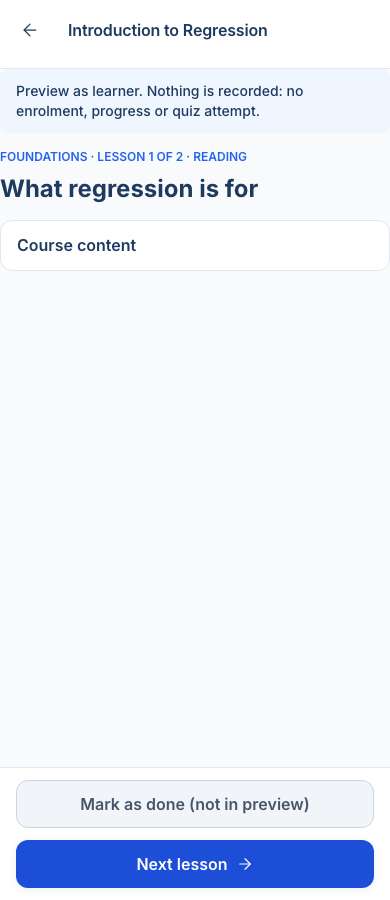 Introduction to Regression
Preview as learner. Nothing is recorded: no
enrolment, progress or quiz attempt.
FOUNDATIONS · LESSON 1 OF 2 · READING
What regression is for
Course content
Mark as done (not in preview)
Next lesson